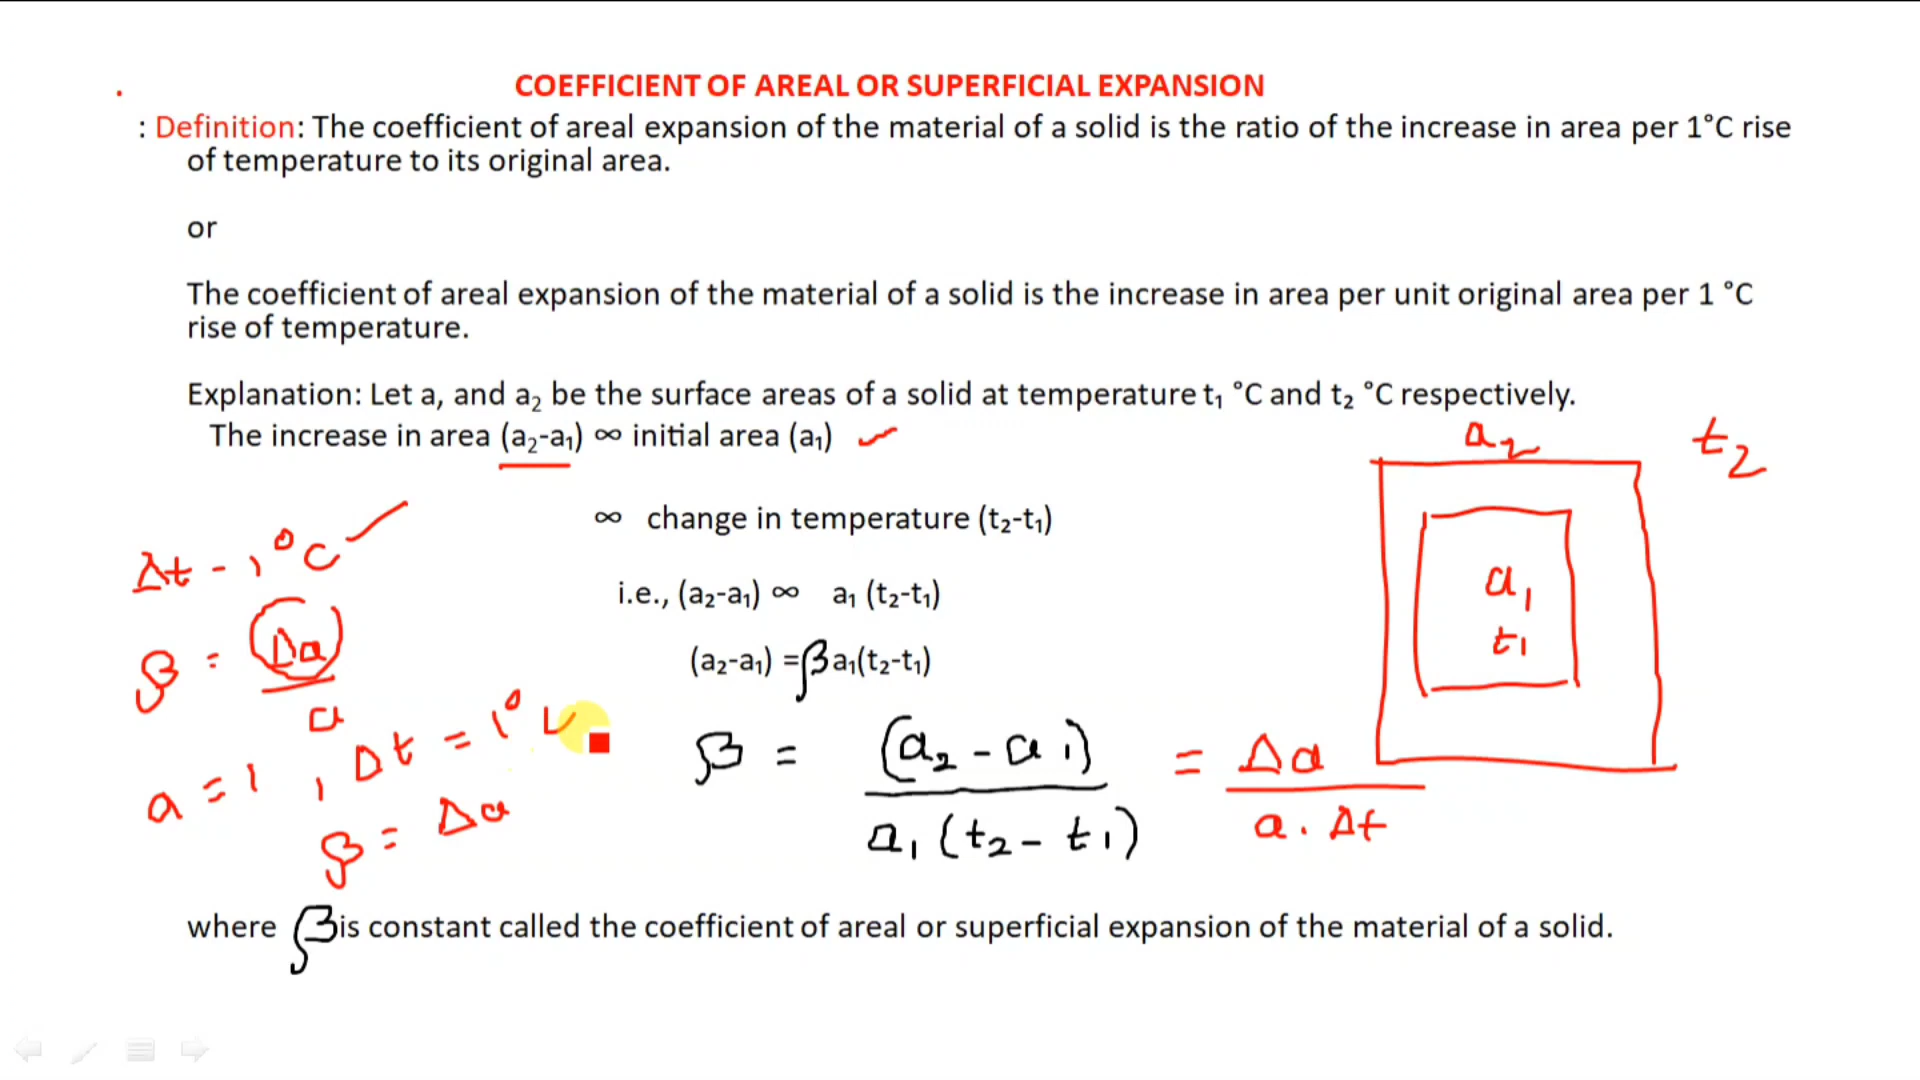 COEFFICIENT OF AREAL OR SUPERFICIAL EXPANSION
: Definition: The coefficient of areal expansion of the material of a solid is the ratio of the increase in area per 1°C rise
of temperature to its original area.
or
The coefficient of areal expansion of the material of a solid is the increase in area per unit original area per 1 °C
rise of temperature.
Explanation: Let a, and a₂ be the surface areas of a solid at temperature t₁ °C and t₂ °C respectively.
The increase in area (a₂-a₁) ∞ initial area (a₁)
a₂
t₂
∞ change in temperature (t₂-t₁)
Δt - 1°C
i.e., (a₂-a₁) ∞ a₁ (t₂-t₁)
a₁
t₁
(a₂-a₁) =βa₁(t₂-t₁)
β = Δa
a
a = 1 , Δt = 1°
β = Δa
β = (a₂ - a₁) = Δa
a₁ (t₂ - t₁) a . Δt
where β is constant called the coefficient of areal or superficial expansion of the material of a solid.